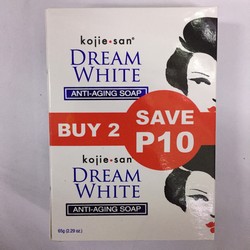 kojie·san®
DREAM
WHITE
ANTI-AGING SOAP
BUY 2
SAVE
P10
kojie·san®
DREAM
WHITE
ANTI-AGING SOAP
65g (2.29 oz.)